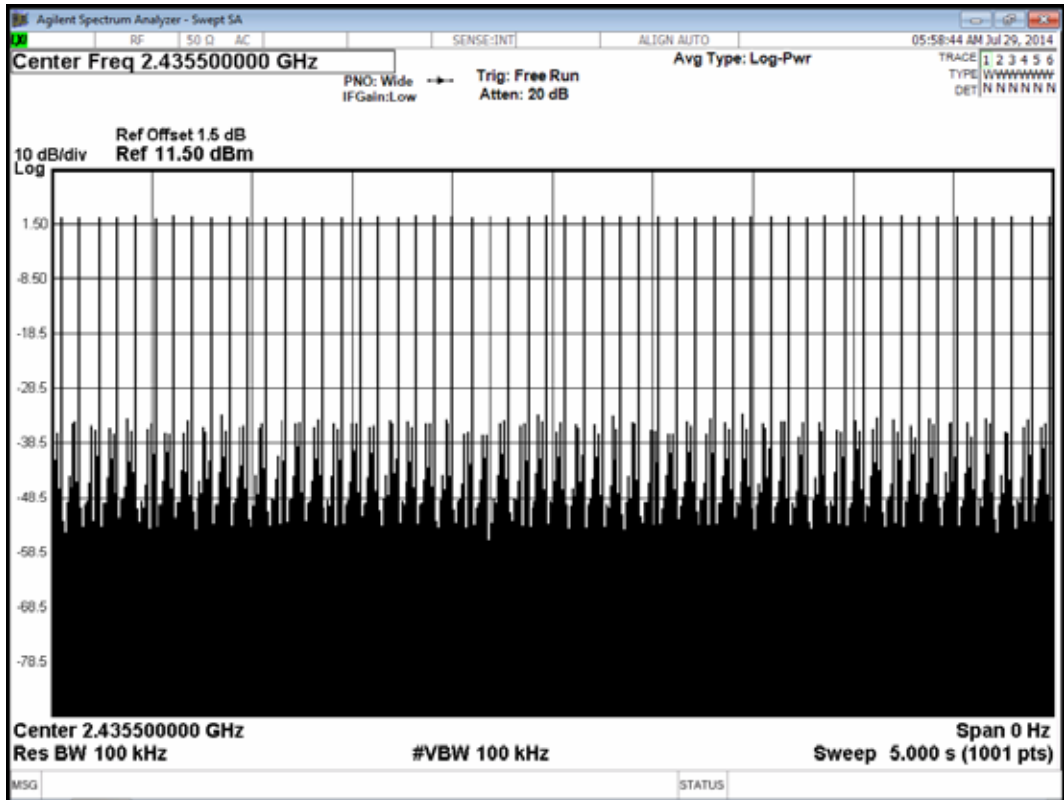 Agilent Spectrum Analyzer - Swept SA
LXI RF 50 Ω AC SENSE:INT ALIGN AUTO 05:58:44 AM Jul 29, 2014
Center Freq 2.435500000 GHz Avg Type: Log-Pwr TRACE 1 2 3 4 5 6
PNO: Wide Trig: Free Run TYPE WWWWWW
IFGain:Low Atten: 20 dB DET N N N N N N
Ref Offset 1.5 dB
10 dB/div Ref 11.50 dBm
Log
1.50
-8.50
-18.5
-28.5
-38.5
-48.5
-58.5
-68.5
-78.5
Center 2.435500000 GHz Span 0 Hz
Res BW 100 kHz #VBW 100 kHz Sweep 5.000 s (1001 pts)
MSG STATUS